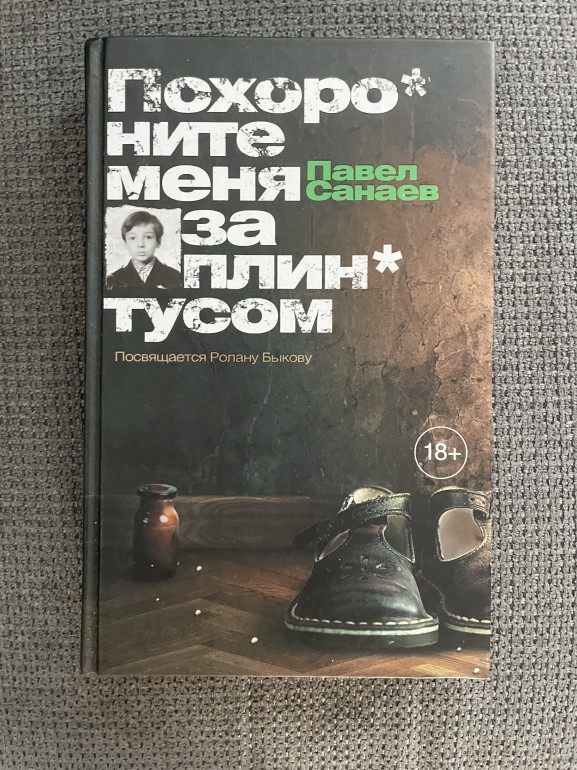 Похоро*
ните
меня
за
плин*
тусом
Павел
Санаев
Посвящается Ролану Быкову
18+